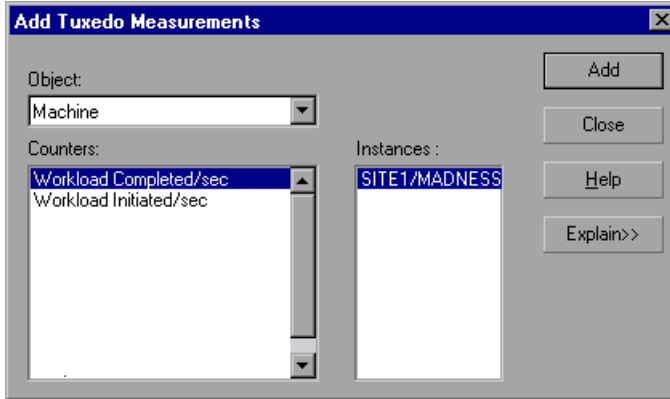 Add Tuxedo Measurements
Object:
Machine
Counters:
Workload Completed/sec
Workload Initiated/sec
Instances :
SITE1/MADNESS
Add
Close
Help
Explain>>